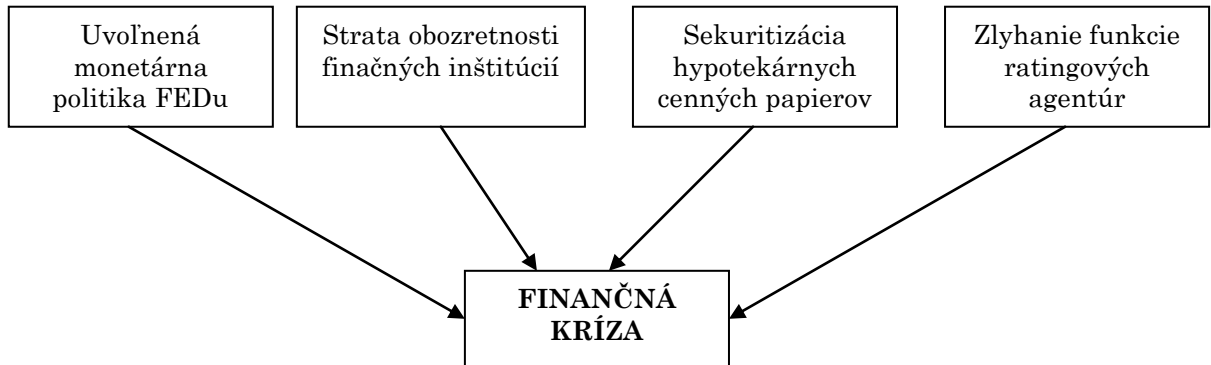 Uvoľnená
monetárna
politika FEDu
Strata obozretnosti
finačných inštitúcií
Sekuritizácia
hypotekárnych
cenných papierov
Zlyhanie funkcie
ratingových
agentúr
FINANČNÁ
KRÍZA